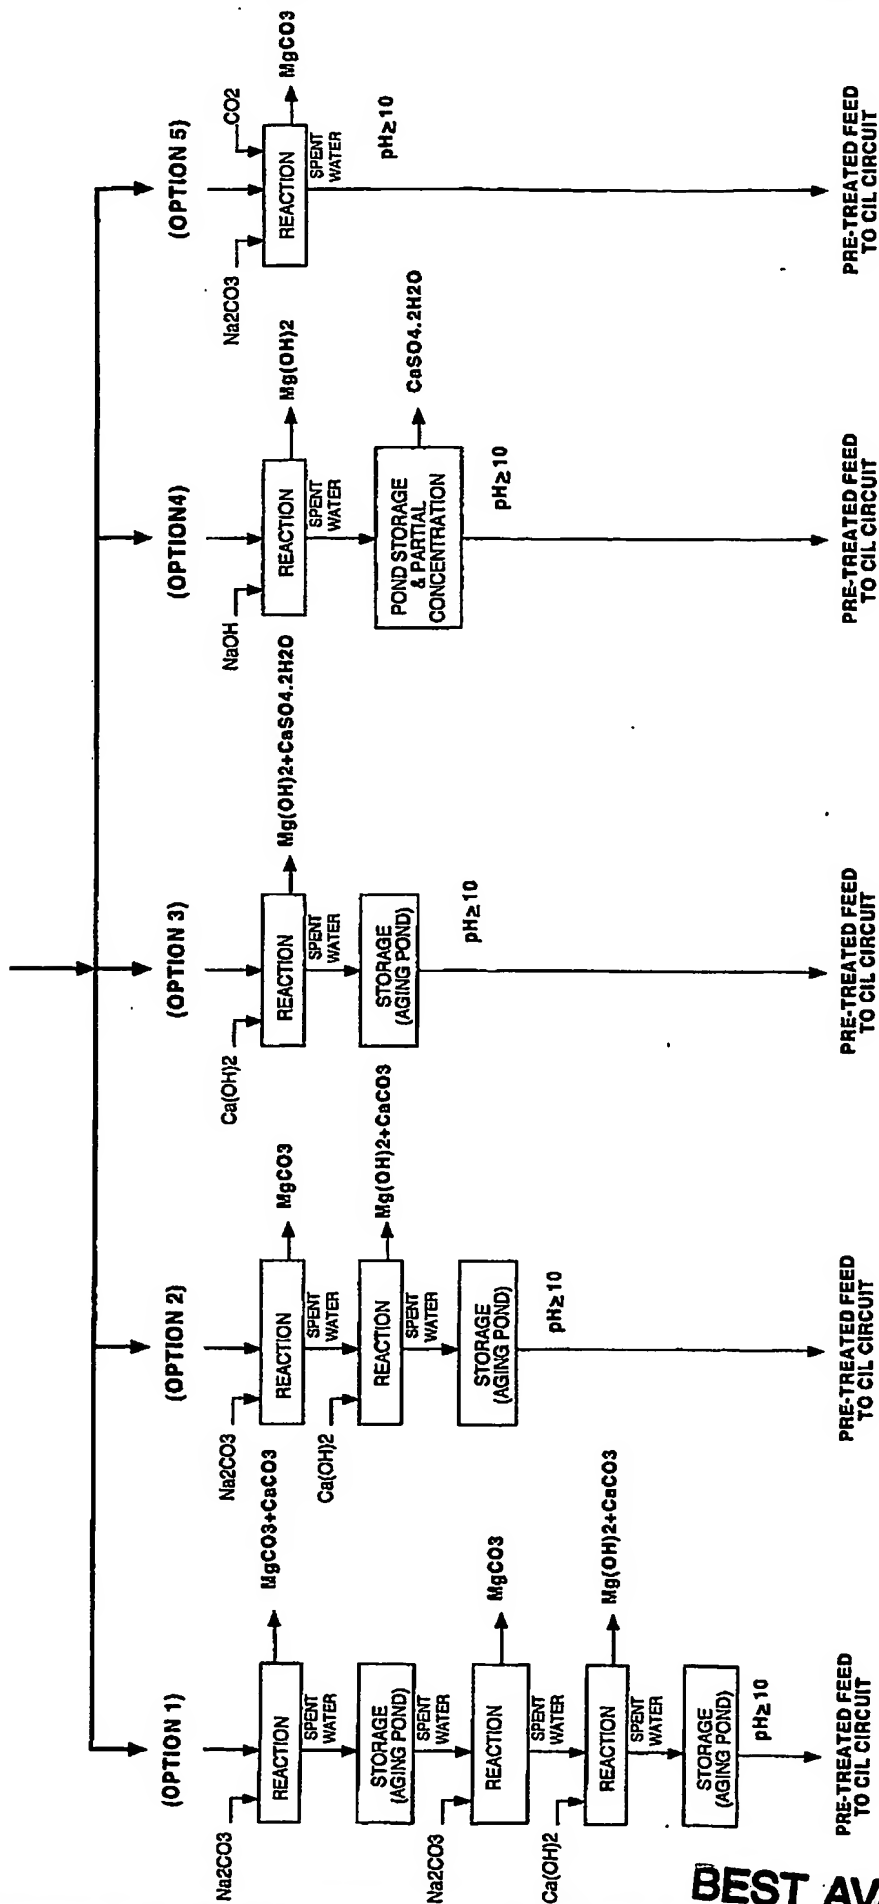 (OPTION 1)
Na2CO3
REACTION
MgCO3+CaCO3
SPENT
WATER
STORAGE
(AGING POND)
SPENT
WATER
Na2CO3
REACTION
MgCO3
SPENT
WATER
Ca(OH)2
REACTION
Mg(OH)2+CaCO3
SPENT
WATER
STORAGE
(AGING POND)
pH≥10
PRE-TREATED FEED
TO CIL CIRCUIT
(OPTION 2)
Na2CO3
REACTION
MgCO3
SPENT
WATER
Ca(OH)2
REACTION
Mg(OH)2+CaCO3
SPENT
WATER
STORAGE
(AGING POND)
pH≥10
PRE-TREATED FEED
TO CIL CIRCUIT
(OPTION 3)
Ca(OH)2
REACTION
Mg(OH)2+CaSO4.2H2O
SPENT
WATER
STORAGE
(AGING POND)
pH≥10
PRE-TREATED FEED
TO CIL CIRCUIT
(OPTION4)
NaOH
REACTION
Mg(OH)2
SPENT
WATER
POND STORAGE
& PARTIAL
CONCENTRATION
CaSO4.2H2O
pH≥10
PRE-TREATED FEED
TO CIL CIRCUIT
(OPTION 5)
Na2CO3
CO2
REACTION
MgCO3
SPENT
WATER
pH≥10
PRE-TREATED FEED
TO CIL CIRCUIT
BEST AV